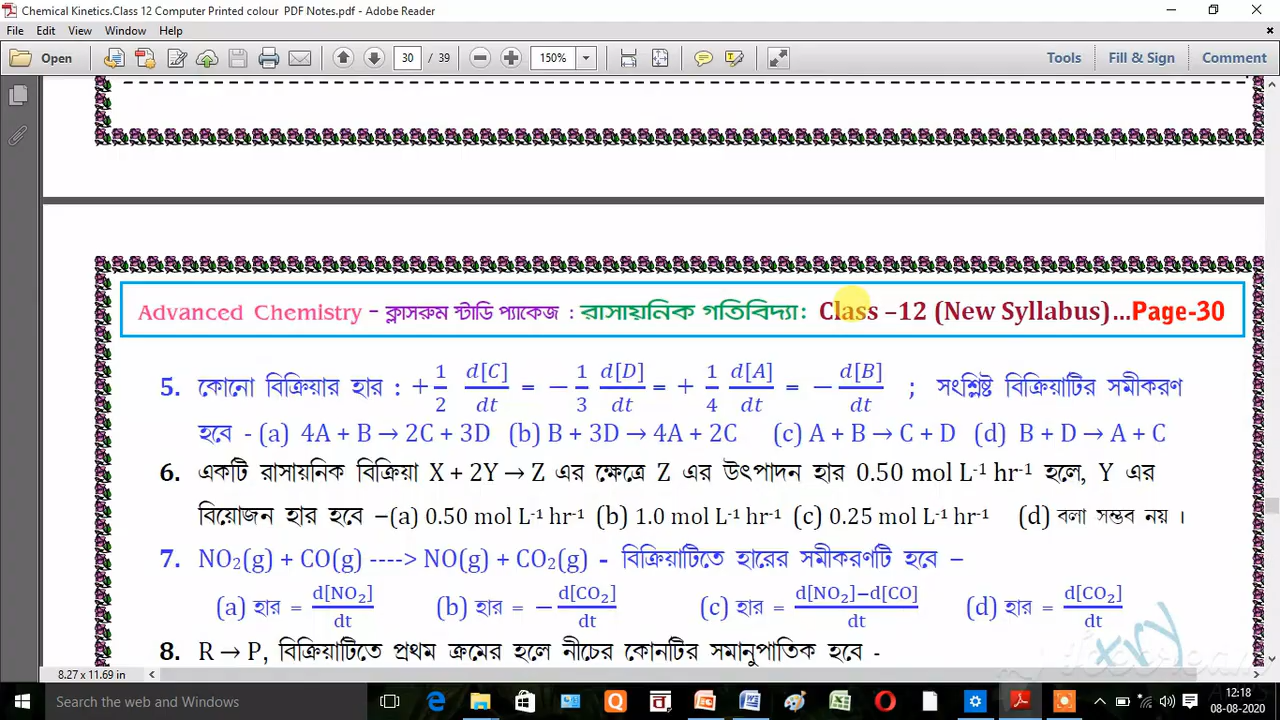 Chemical Kinetics.Class 12 Computer Printed colour PDF Notes.pdf - Adobe Reader
File Edit View Window Help
Open 30 / 39 150% Tools Fill & Sign Comment
Advanced Chemistry – ক্লাসরুম স্টাডি প্যাকেজ : রাসায়নিক গতিবিদ্যা: Class –12 (New Syllabus)...Page-30
5. কোনো বিক্রিয়ার হার : + 1/2 d[C]/dt = − 1/3 d[D]/dt = + 1/4 d[A]/dt = − d[B]/dt ; সংশ্লিষ্ট বিক্রিয়াটির সমীকরণ
হবে - (a) 4A + B → 2C + 3D (b) B + 3D → 4A + 2C (c) A + B → C + D (d) B + D → A + C
6. একটি রাসায়নিক বিক্রিয়া X + 2Y → Z এর ক্ষেত্রে Z এর উৎপাদন হার 0.50 mol L⁻¹ hr⁻¹ হলে, Y এর
বিয়োজন হার হবে –(a) 0.50 mol L⁻¹ hr⁻¹ (b) 1.0 mol L⁻¹ hr⁻¹ (c) 0.25 mol L⁻¹ hr⁻¹ (d) বলা সম্ভব নয় ।
7. NO₂(g) + CO(g) ----> NO(g) + CO₂(g) - বিক্রিয়াটিতে হারের সমীকরণটি হবে –
(a) হার = d[NO₂]/dt (b) হার = − d[CO₂]/dt (c) হার = d[NO₂]−d[CO]/dt (d) হার = d[CO₂]/dt
8. R → P, বিক্রিয়াটিতে প্রথম ক্রমের হলে নীচের কোনটির সমানুপাতিক হবে -
8.27 x 11.69 in
Search the web and Windows
12:18
08-08-2020